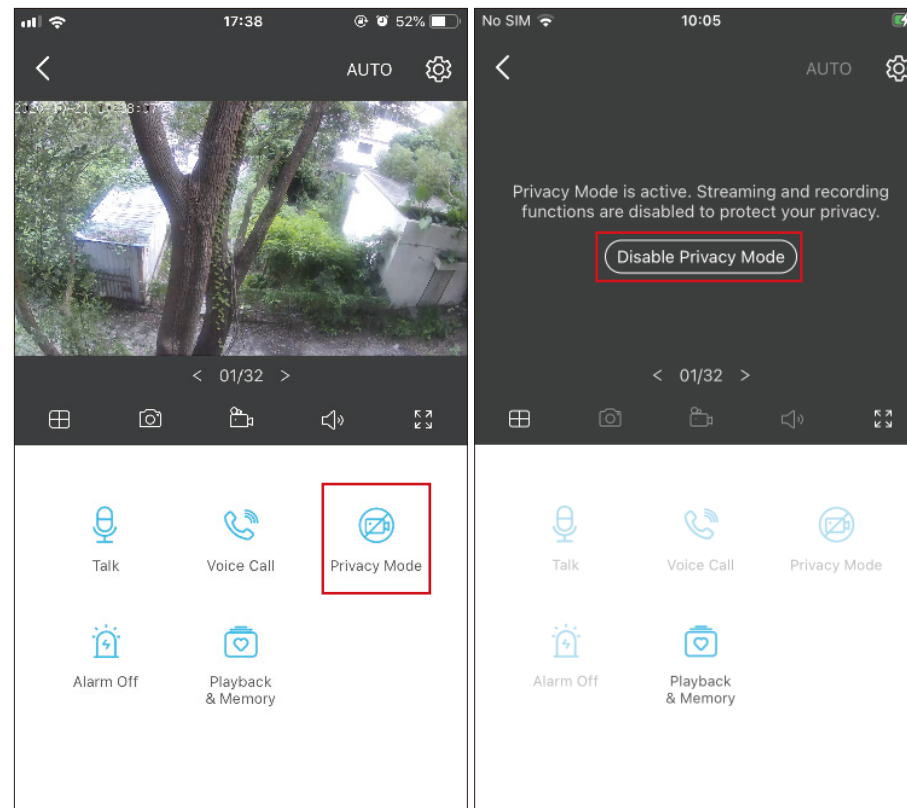 17:38
52%
AUTO
< 01/32 >
Talk
Voice Call
Privacy Mode
Alarm Off
Playback
& Memory
No SIM
10:05
AUTO
Privacy Mode is active. Streaming and recording
functions are disabled to protect your privacy.
Disable Privacy Mode
< 01/32 >
Talk
Voice Call
Privacy Mode
Alarm Off
Playback
& Memory